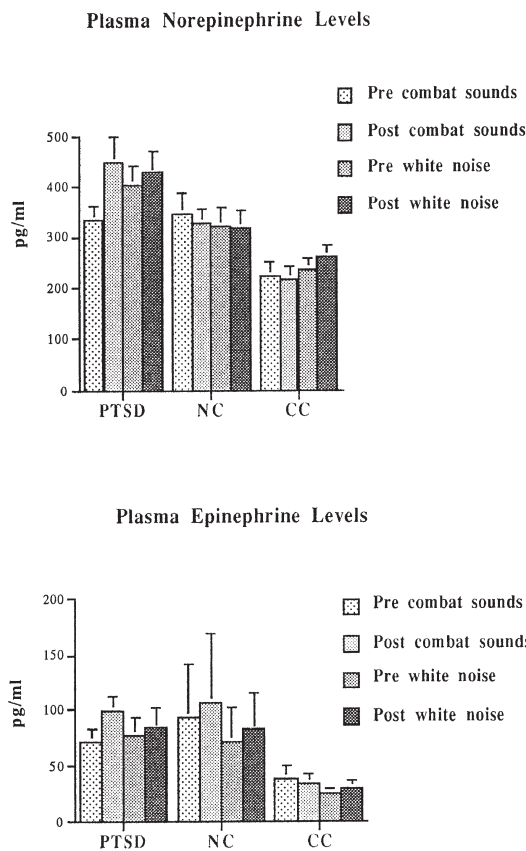 Plasma Norepinephrine Levels
Pre combat sounds
Post combat sounds
Pre white noise
Post white noise
500
400
300
200
100
0
pg/ml
PTSD NC CC
Plasma Epinephrine Levels
Pre combat sounds
Post combat sounds
Pre white noise
Post white noise
200
150
100
50
0
pg/ml
PTSD NC CC